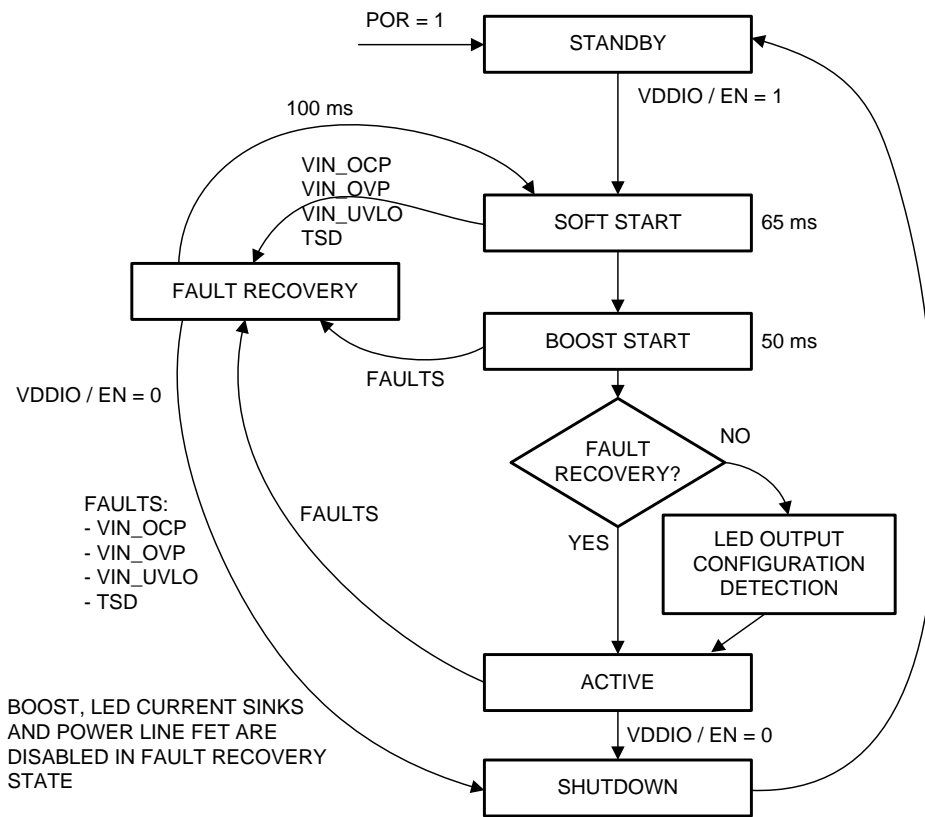 POR = 1
STANDBY
VDDIO / EN = 1
100 ms
VIN_OCP
VIN_OVP
VIN_UVLO
TSD
SOFT START
65 ms
FAULT RECOVERY
BOOST START
50 ms
FAULTS
VDDIO / EN = 0
FAULT
RECOVERY?
NO
FAULTS:
- VIN_OCP
- VIN_OVP
- VIN_UVLO
- TSD
FAULTS
YES
LED OUTPUT
CONFIGURATION
DETECTION
ACTIVE
BOOST, LED CURRENT SINKS
AND POWER LINE FET ARE
DISABLED IN FAULT RECOVERY
STATE
VDDIO / EN = 0
SHUTDOWN